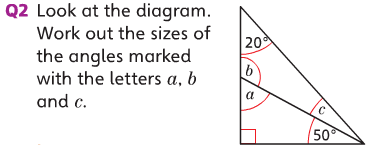 Q2 Look at the diagram.
Work out the sizes of
the angles marked
with the letters a, b
and c.
20°
b
a
c
50°